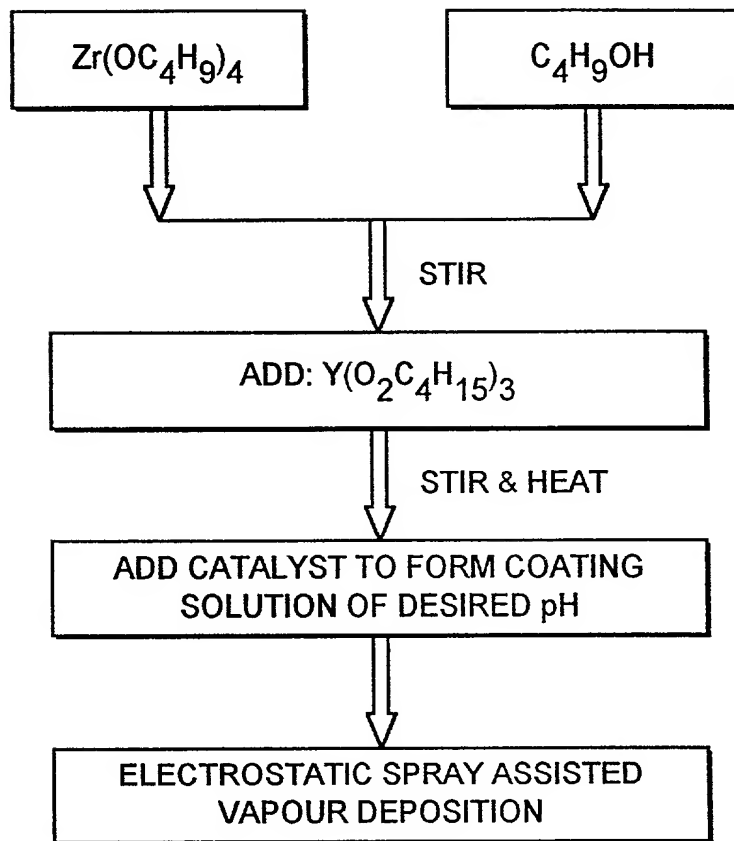 Zr(OC4H9)4
C4H9OH
STIR
ADD: Y(O2C4H15)3
STIR & HEAT
ADD CATALYST TO FORM COATING
SOLUTION OF DESIRED pH
ELECTROSTATIC SPRAY ASSISTED
VAPOUR DEPOSITION